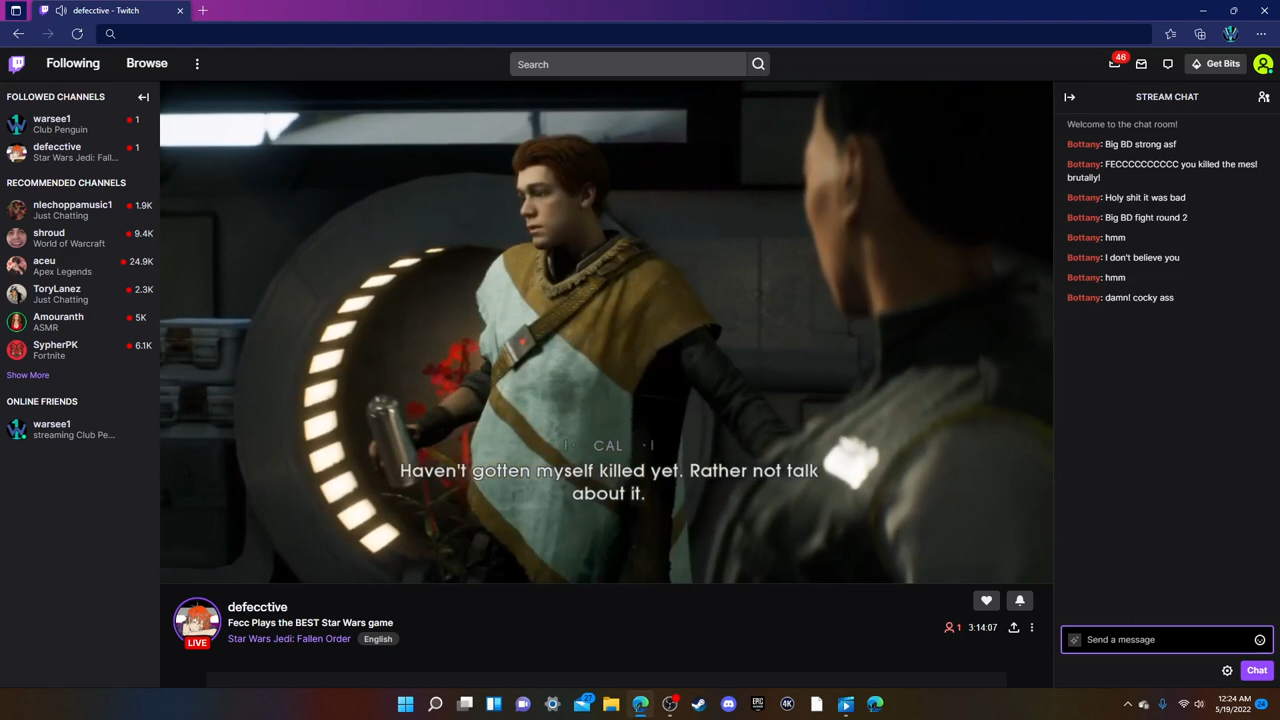 defecctive - Twitch
Following
Browse
Search
46
Get Bits
FOLLOWED CHANNELS
warsee1
1
Club Penguin
defecctive
1
Star Wars Jedi: Fall...
RECOMMENDED CHANNELS
nlechoppamusic1
1.9K
Just Chatting
shroud
9.4K
World of Warcraft
aceu
24.9K
Apex Legends
ToryLanez
2.3K
Just Chatting
Amouranth
5K
ASMR
SypherPK
6.1K
Fortnite
Show More
ONLINE FRIENDS
warsee1
streaming Club Pe...
CAL
Haven't gotten myself killed yet. Rather not talk
about it.
LIVE
defecctive
Fecc Plays the BEST Star Wars game
Star Wars Jedi: Fallen Order
English
1
3:14:07
STREAM CHAT
Welcome to the chat room!
Bottany: Big BD strong asf
Bottany: FECCCCCCCCCC you killed the mesl
brutally!
Bottany: Holy shit it was bad
Bottany: Big BD fight round 2
Bottany: hmm
Bottany: I don't believe you
Bottany: hmm
Bottany: damn! cocky ass
Send a message
Chat
27
EPIC
4K
12:24 AM
5/19/2022
24